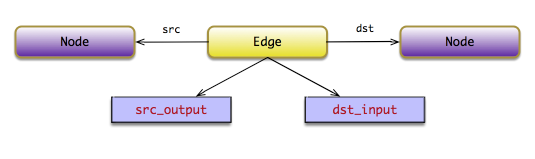 src
dst
Node
Edge
Node
src_output
dst_input